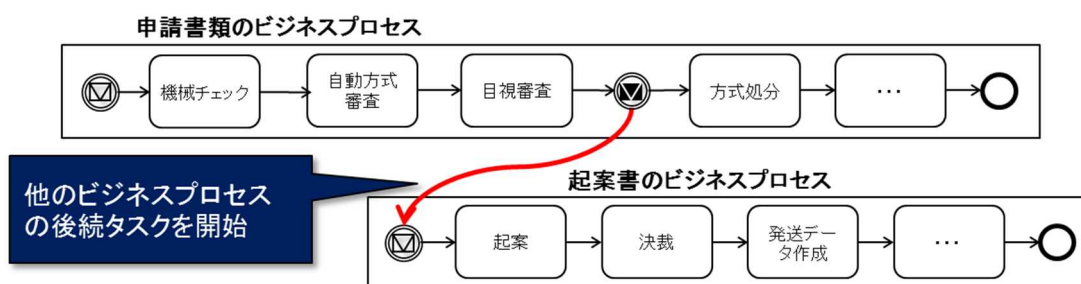 申請書類のビジネスプロセス
機械チェック
自動方式
審査
目視審査
方式処分
…
他のビジネスプロセス
の後続タスクを開始
起案書のビジネスプロセス
起案
決裁
発送デー
タ作成
…